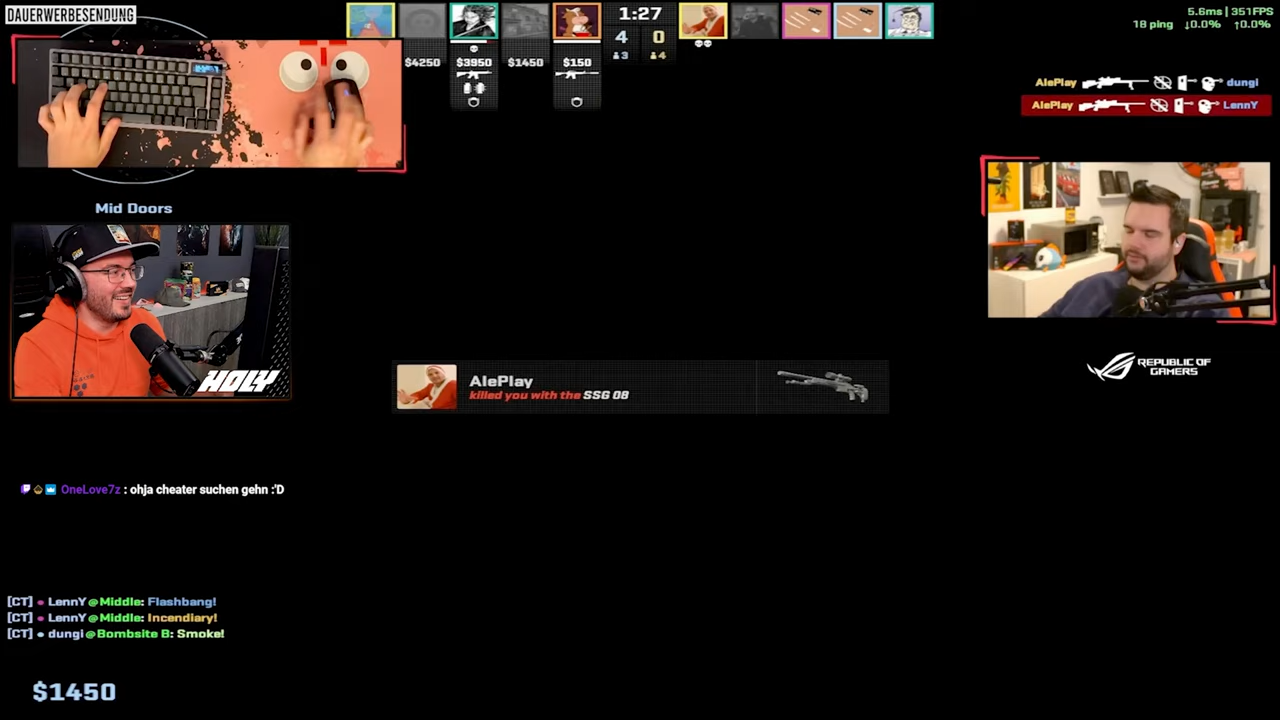 DAUERWERBESENDUNG
$4250
$3950
$1450
$150
1:27
4 0
3 4
5.6ms | 351FPS
18 ping ↓0.0% ↑0.0%
AlePlay dungi
AlePlay LennY
Mid Doors
HOLY
REPUBLIC OF
GAMERS
AlePlay
killed you with the SSG 08
OneLove7z : ohja cheater suchen gehn :'D
[CT] • LennY@Middle: Flashbang!
[CT] • LennY@Middle: Incendiary!
[CT] • dungi@Bombsite B: Smoke!
$1450